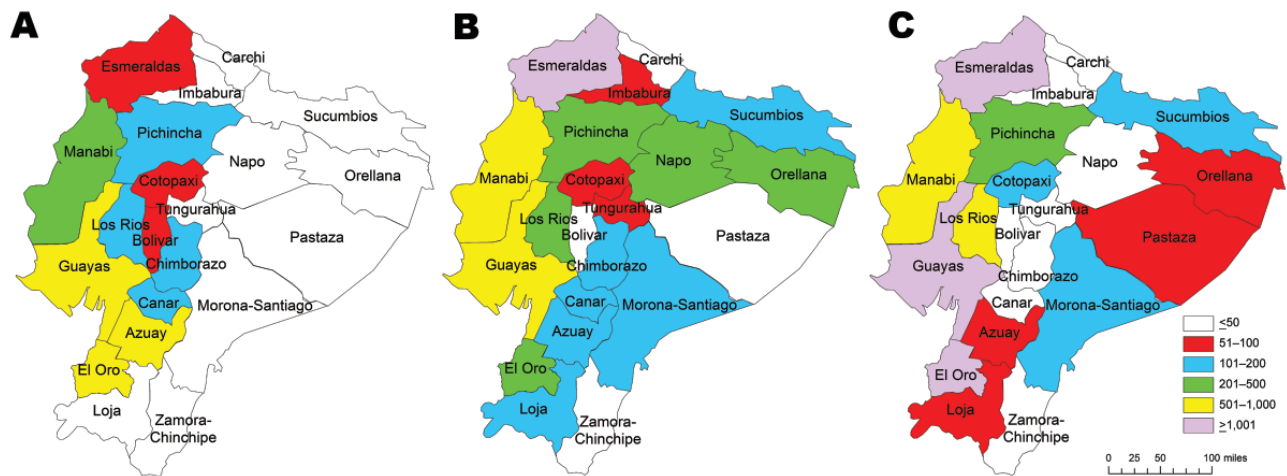 A
Esmeraldas
Carchi
Imbabura
Sucumbios
Pichincha
Manabi
Napo
Orellana
Cotopaxi
Tungurahua
Los Rios
Bolivar
Pastaza
Guayas
Chimborazo
Canar
Morona-Santiago
Azuay
El Oro
Loja
Zamora-
Chinchipe
B
Esmeraldas
Carchi
Imbabura
Sucumbios
Pichincha
Napo
Manabi
Orellana
Cotopaxi
Tungurahua
Los Rios
Bolivar
Pastaza
Guayas
Chimborazo
Canar
Morona-Santiago
Azuay
El Oro
Loja
Zamora-
Chinchipe
C
Esmeraldas
Carchi
Imbabura
Sucumbios
Pichincha
Napo
Manabi
Orellana
Cotopaxi
Tungurahua
Los Rios
Bolivar
Pastaza
Guayas
Chimborazo
Canar
Morona-Santiago
Azuay
El Oro
Loja
Zamora-
Chinchipe
≤50
51–100
101–200
201–500
501–1,000
≥1,001
0 25 50 100 miles